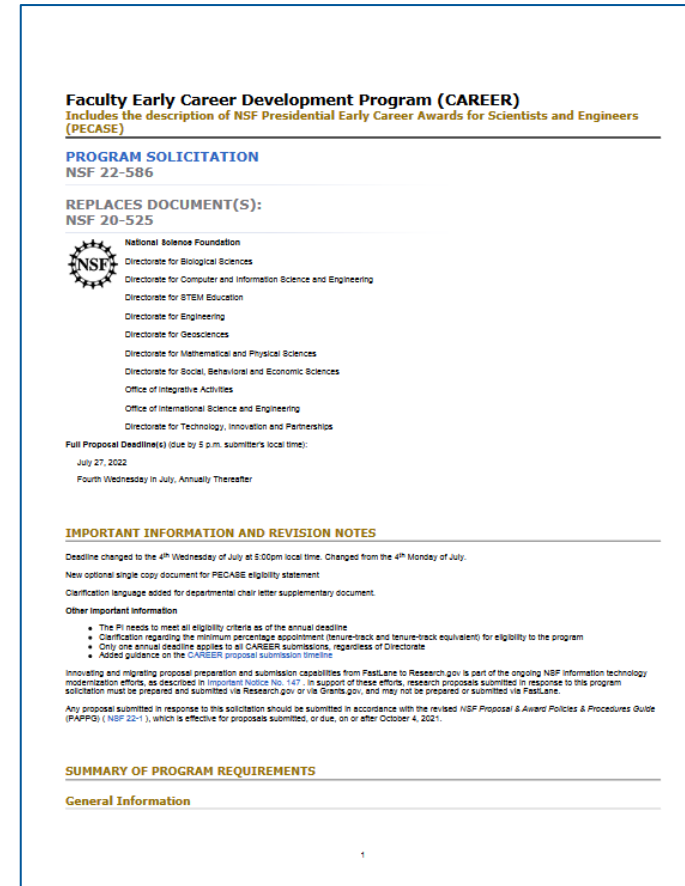 Faculty Early Career Development Program (CAREER)
Includes the description of NSF Presidential Early Career Awards for Scientists and Engineers
(PECASE)
PROGRAM SOLICITATION
NSF 22-586
REPLACES DOCUMENT(S):
NSF 20-525
NSF
National Science Foundation
Directorate for Biological Sciences
Directorate for Computer and Information Science and Engineering
Directorate for STEM Education
Directorate for Engineering
Directorate for Geosciences
Directorate for Mathematical and Physical Sciences
Directorate for Social, Behavioral and Economic Sciences
Office of Integrative Activities
Office of International Science and Engineering
Directorate for Technology, Innovation and Partnerships
Full Proposal Deadline(s) (due by 5 p.m. submitter's local time):
July 27, 2022
Fourth Wednesday in July, Annually Thereafter
IMPORTANT INFORMATION AND REVISION NOTES
Deadline changed to the 4th Wednesday of July at 5:00pm local time. Changed from the 4th Monday of July.
New optional single copy document for PECASE eligibility statement
Clarification language added for departmental chair letter supplementary document.
Other Important Information
• The PI needs to meet all eligibility criteria as of the annual deadline
• Clarification regarding the minimum percentage appointment (tenure-track and tenure-track equivalent) for eligibility to the program
• Only one annual deadline applies to all CAREER submissions, regardless of Directorate
• Added guidance on the CAREER proposal submission timeline
Innovating and migrating proposal preparation and submission capabilities from FastLane to Research.gov is part of the ongoing NSF information technology
modernization efforts, as described in Important Notice No. 147 . In support of these efforts, research proposals submitted in response to this program
solicitation must be prepared and submitted via Research.gov or via Grants.gov, and may not be prepared or submitted via FastLane.
Any proposal submitted in response to this solicitation should be submitted in accordance with the revised NSF Proposal & Award Policies & Procedures Guide
(PAPPG) ( NSF 22-1 ), which is effective for proposals submitted, or due, on or after October 4, 2021.
SUMMARY OF PROGRAM REQUIREMENTS
General Information
1